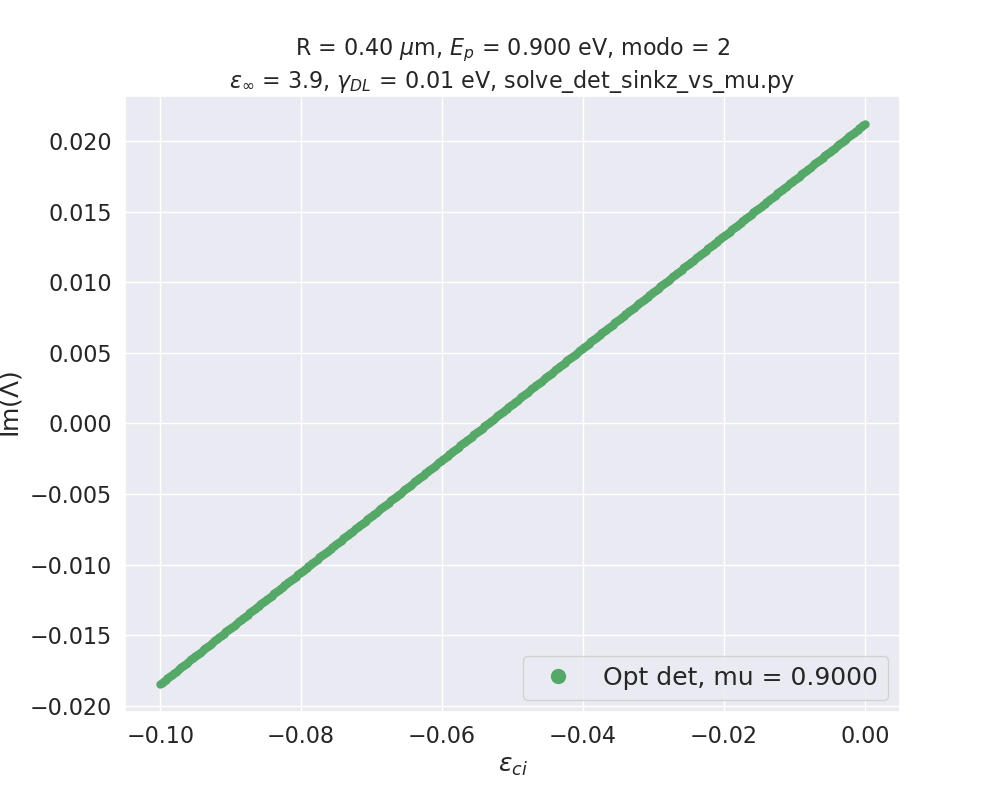 R = 0.40 μm, E_p = 0.900 eV, modo = 2
ε_∞ = 3.9, γ_DL = 0.01 eV, solve_det_sinkz_vs_mu.py
Im(Λ)
0.020
0.015
0.010
0.005
0.000
−0.005
−0.010
−0.015
−0.020
Opt det, mu = 0.9000
−0.10 −0.08 −0.06 −0.04 −0.02 0.00
ε_ci